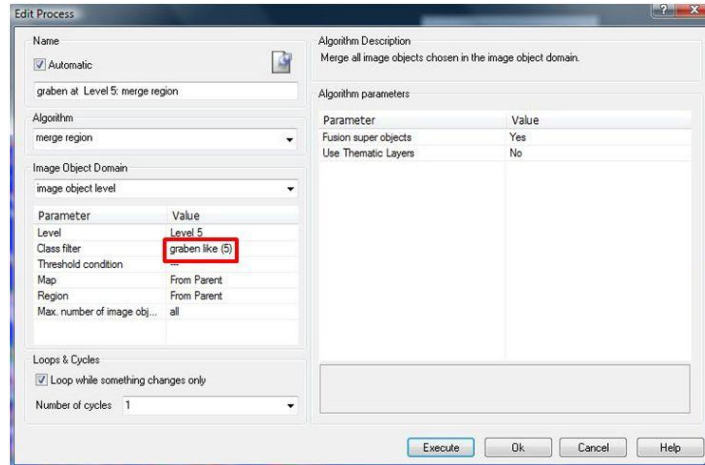 Edit Process
Name
Automatic
graben at Level 5: merge region
Algorithm
merge region
Image Object Domain
image object level
Parameter Value
Level Level 5
Class filter graben like (5)
Threshold condition ---
Map From Parent
Region From Parent
Max. number of image obj... all
Loops & Cycles
Loop while something changes only
Number of cycles 1
Algorithm Description
Merge all image objects chosen in the image object domain.
Algorithm parameters
Parameter Value
Fusion super objects Yes
Use Thematic Layers No
Execute Ok Cancel Help